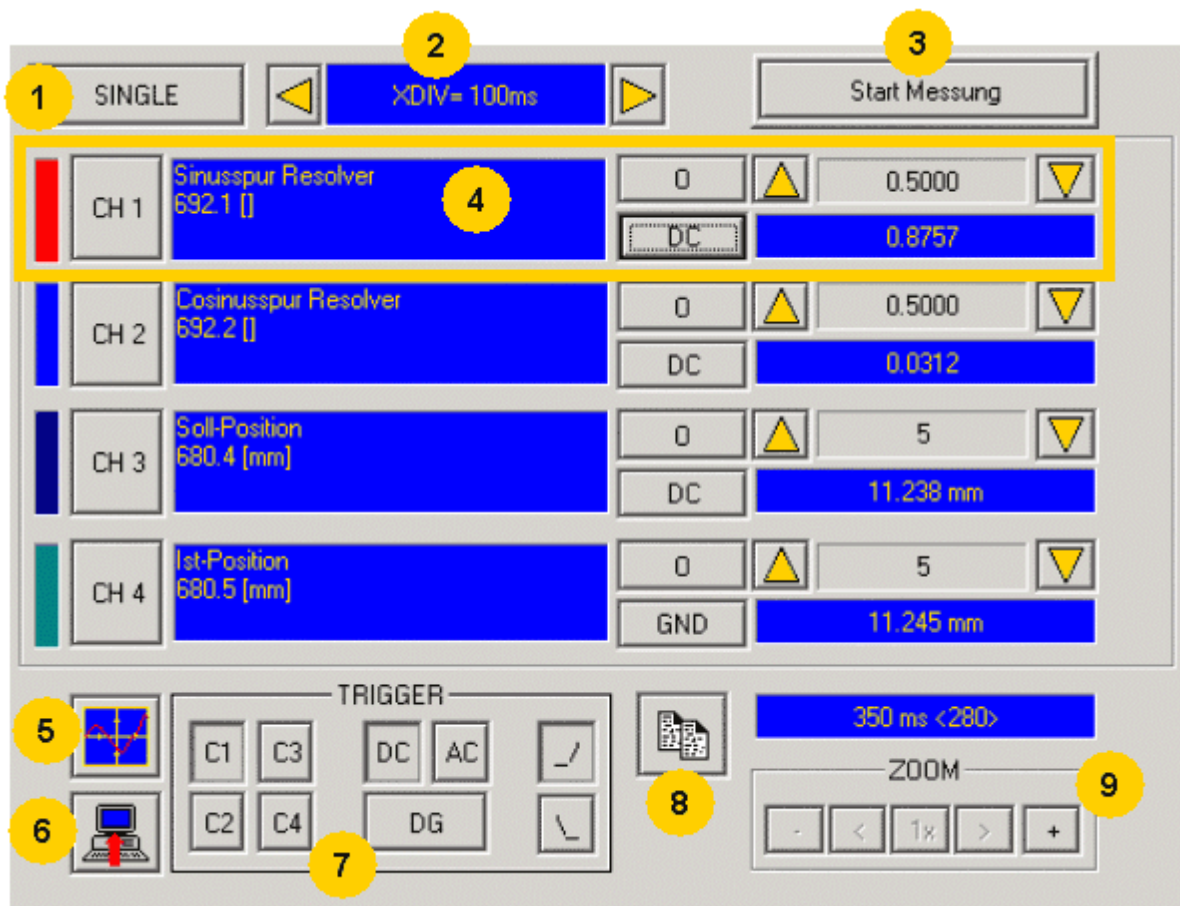 2
3
1
SINGLE
XDIV= 100ms
Start Messung
CH 1
Sinusspur Resolver
692.1 []
4
0
0.5000
DC
0.8757
CH 2
Cosinusspur Resolver
692.2 []
0
0.5000
DC
0.0312
CH 3
Soll-Position
680.4 [mm]
0
5
DC
11.238 mm
CH 4
Ist-Position
680.5 [mm]
0
5
GND
11.245 mm
5
TRIGGER
C1
C3
DC
AC
_/
350 ms <280>
6
C2
C4
DG
\_
7
8
ZOOM
9
-
<
1x
>
+